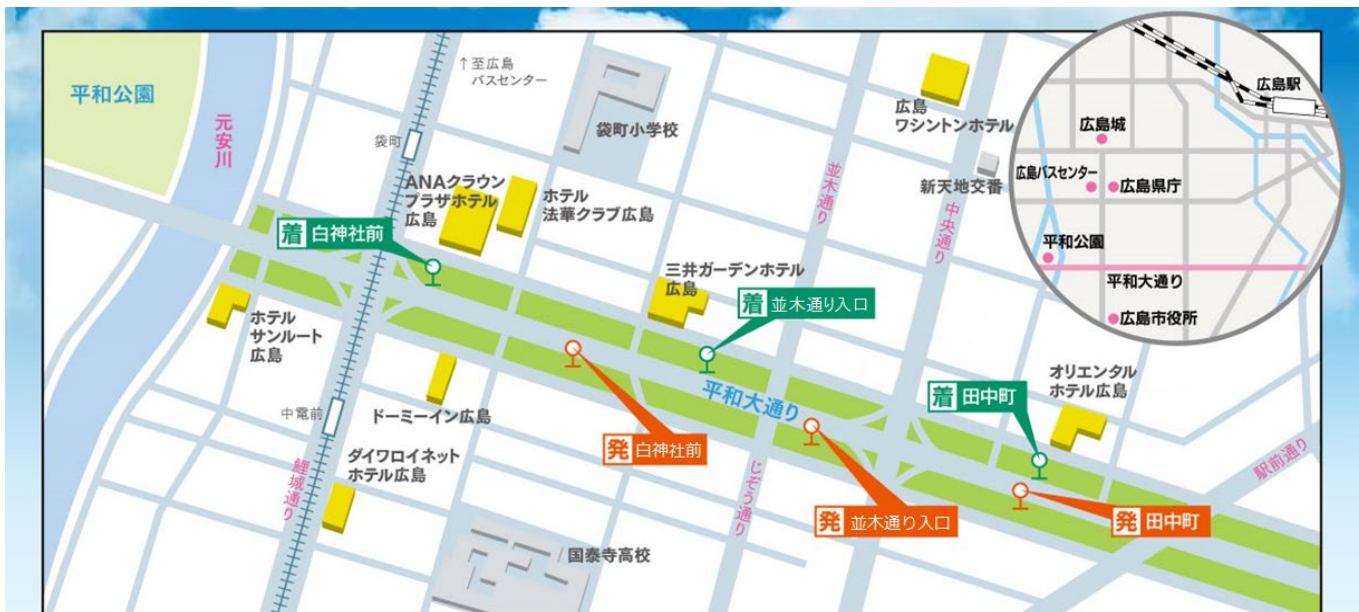 平和公園
元安川
↑至広島
バスセンター
袋町
袋町小学校
ANAクラウン
プラザホテル
広島
ホテル
法華クラブ広島
着 白神社前
三井ガーデンホテル
広島
着 並木通り入口
並木通り
広島
ワシントンホテル
新天地交番
中央通り
広島駅
広島城
広島バスセンター
広島県庁
平和公園
平和大通り
広島市役所
ホテル
サンルート
広島
中電前
ドーミーイン広島
ダイワロイネット
ホテル広島
鯉城通り
発 白神社前
平和大通り
じぞう通り
発 並木通り入口
着 田中町
オリエンタル
ホテル広島
発 田中町
駅前通り
国泰寺高校